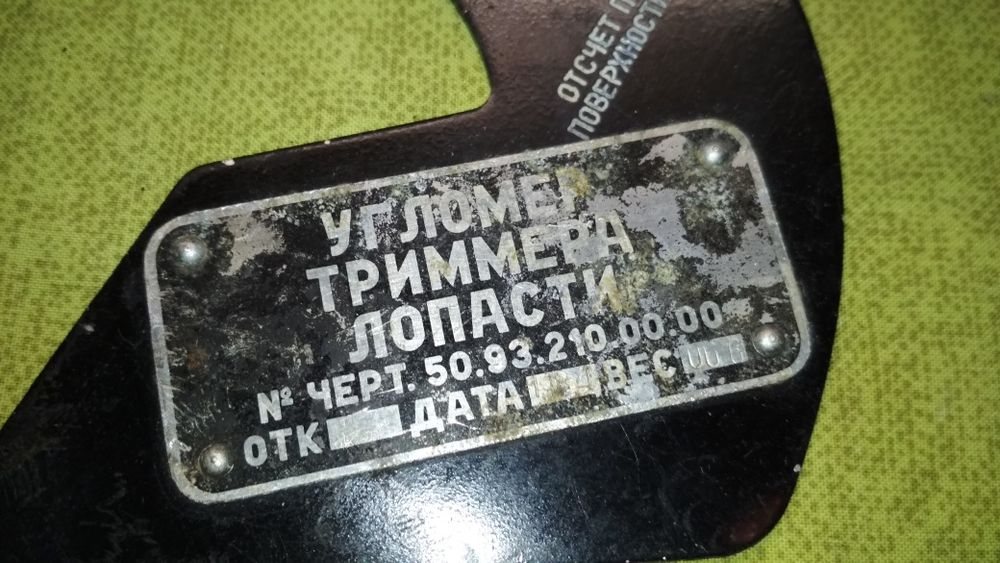 ОТСЧЕТ
ПОВЕРХНОСТИ
УГЛОМЕР
ТРИММЕРА
ЛОПАСТИ
№ ЧЕРТ. 50.93.210.00.00
ОТК ДАТА ВЕС